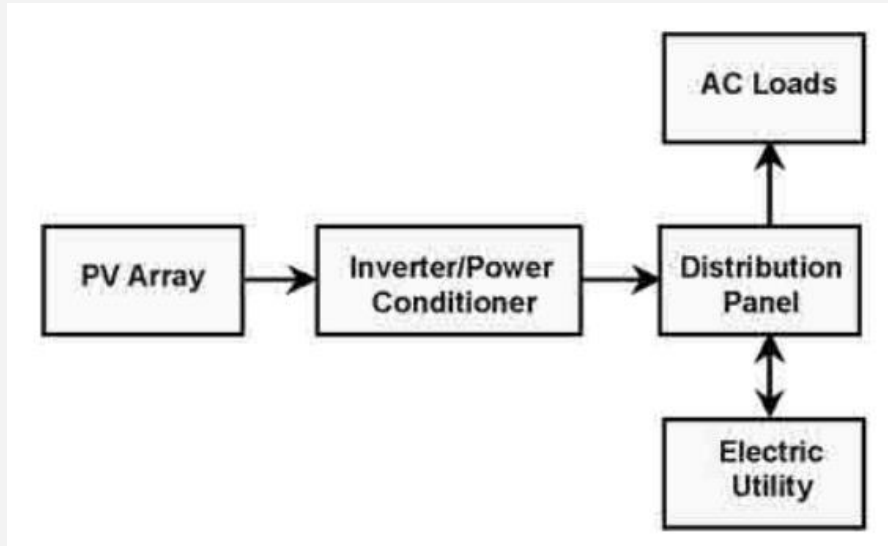 AC Loads
PV Array
Inverter/Power
Conditioner
Distribution
Panel
Electric
Utility